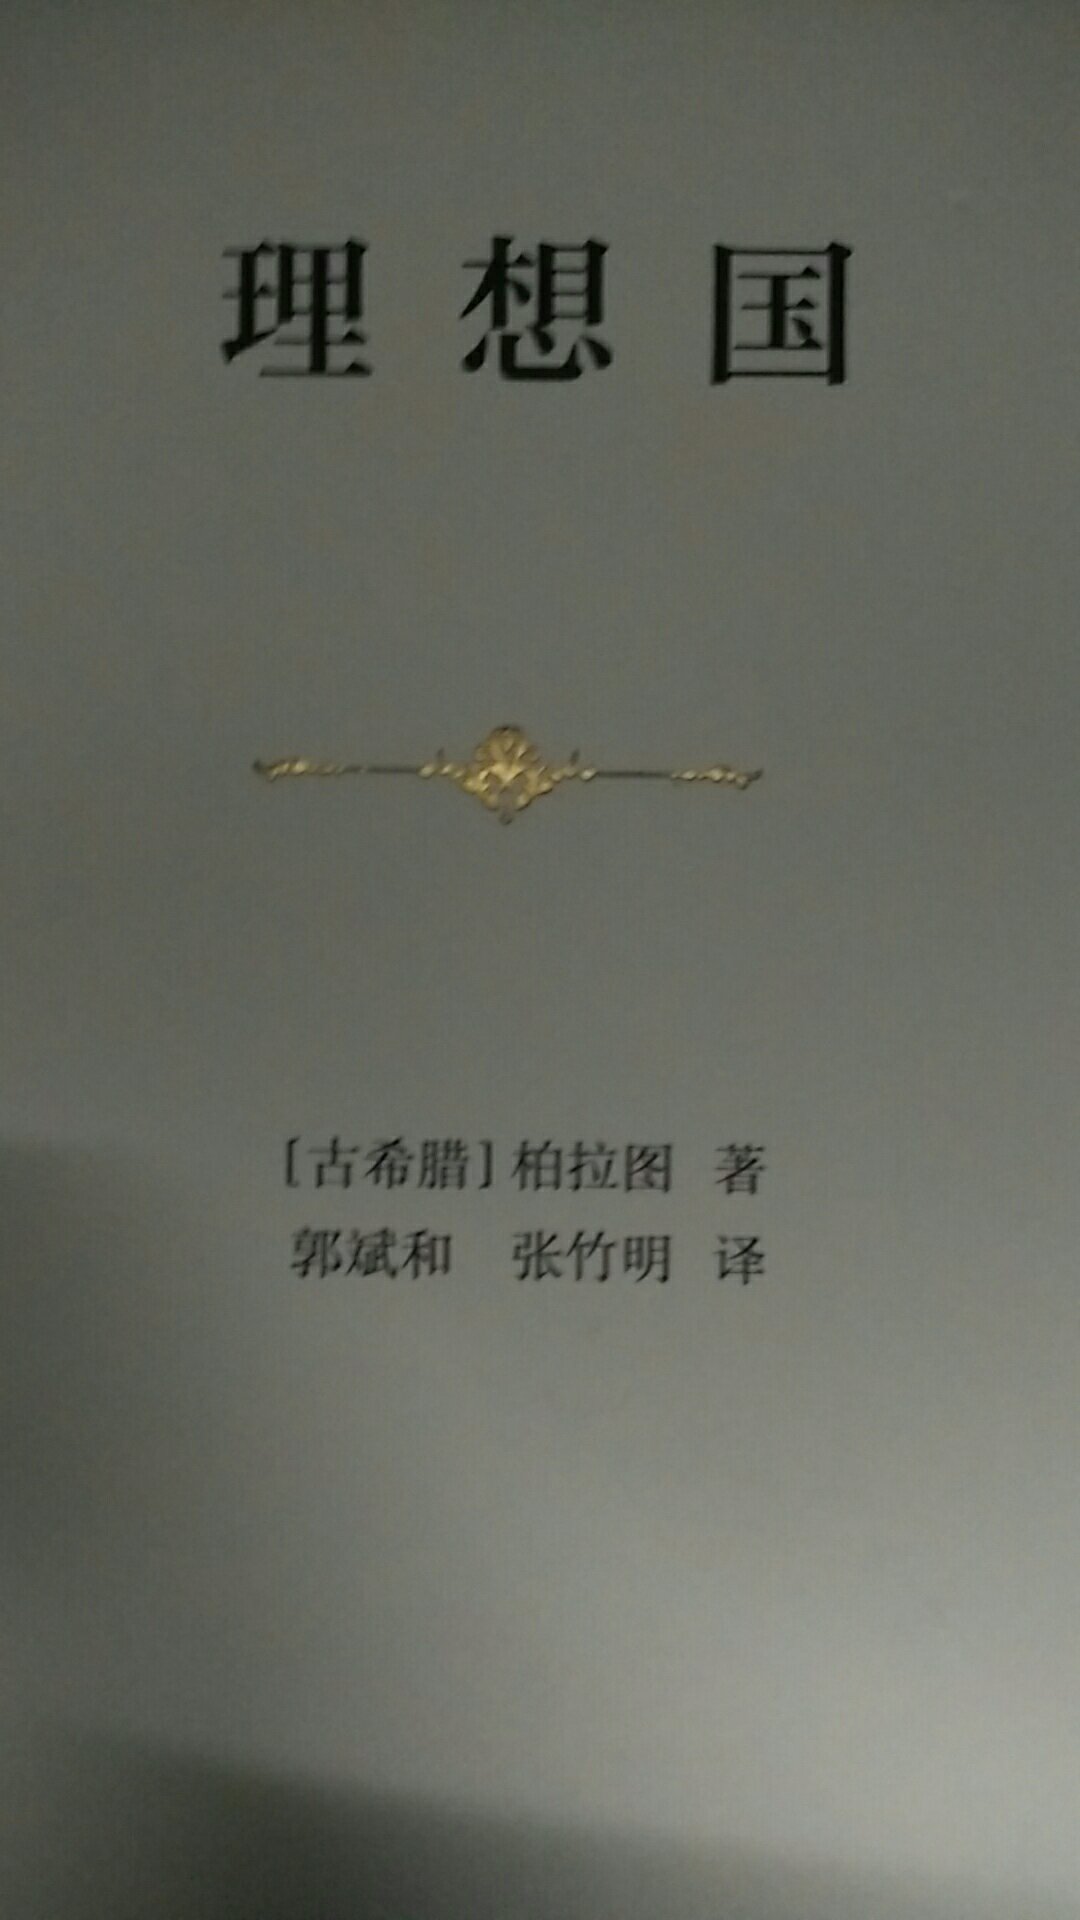 理想国
［古希腊］柏拉图 著
郭斌和 张竹明 译